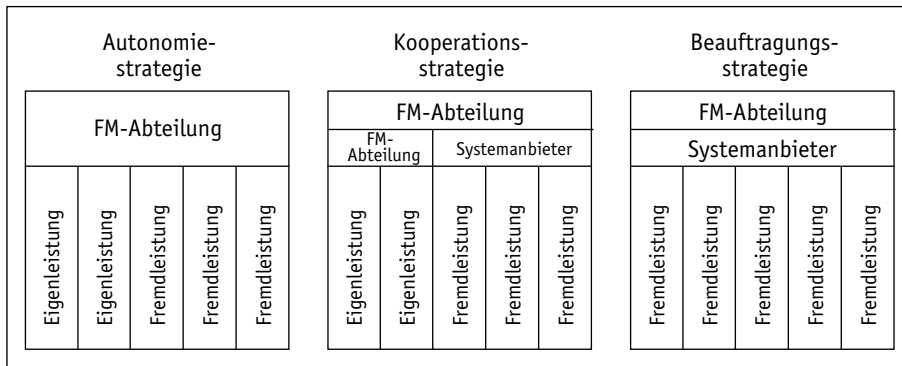 Autonomie-
strategie
FM-Abteilung
Eigenleistung
Eigenleistung
Fremdleistung
Fremdleistung
Fremdleistung
Kooperations-
strategie
FM-Abteilung
FM-
Abteilung
Systemanbieter
Eigenleistung
Eigenleistung
Fremdleistung
Fremdleistung
Fremdleistung
Beauftragungs-
strategie
FM-Abteilung
Systemanbieter
Fremdleistung
Fremdleistung
Fremdleistung
Fremdleistung
Fremdleistung